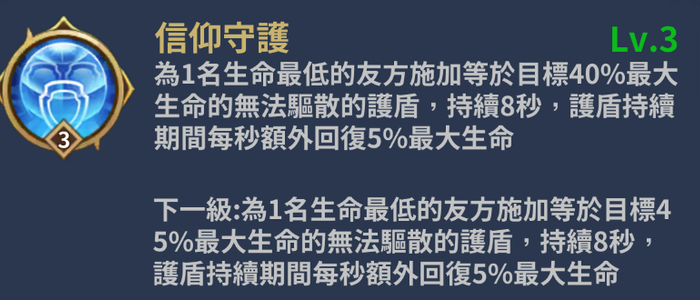 信仰守護
Lv.3
為1名生命最低的友方施加等於目標40%最大
生命的無法驅散的護盾，持續8秒，護盾持續
期間每秒額外回復5%最大生命
3
下一級:為1名生命最低的友方施加等於目標4
5%最大生命的無法驅散的護盾，持續8秒，
護盾持續期間每秒額外回復5%最大生命